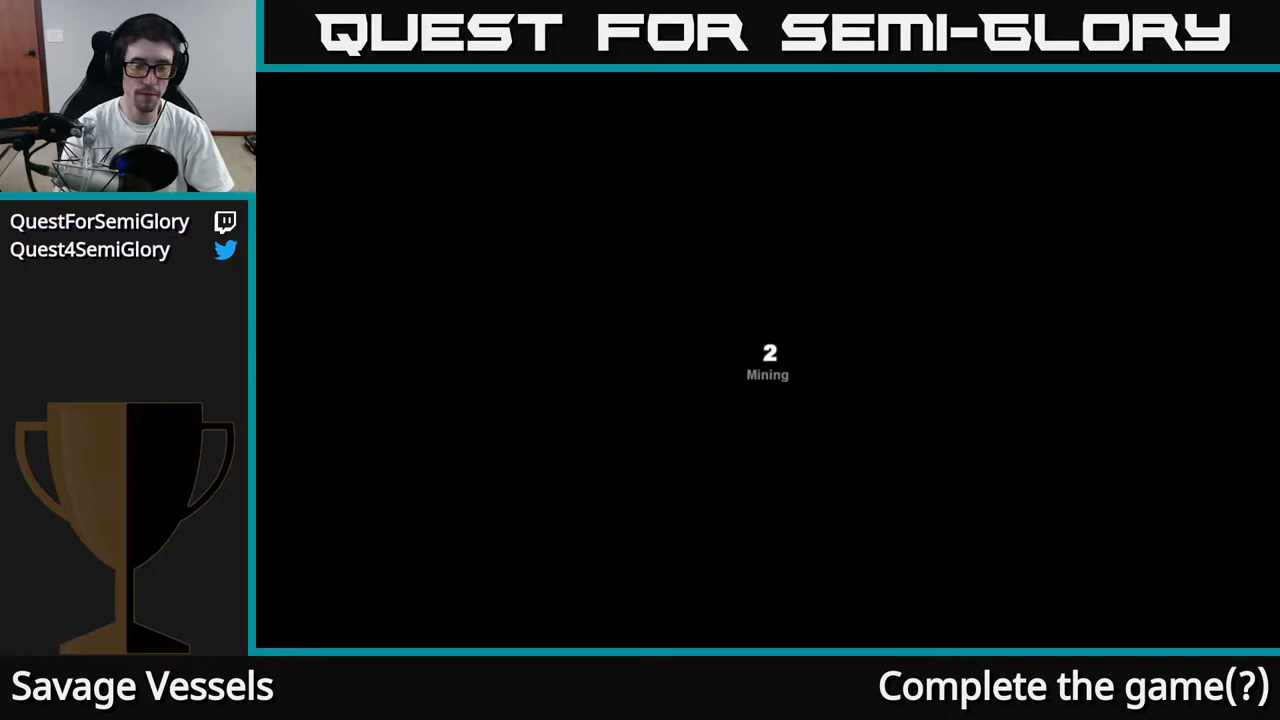 QUEST FOR SEMI-GLORY
QuestForSemiGlory
Quest4SemiGlory
2
Mining
Savage Vessels
Complete the game(?)